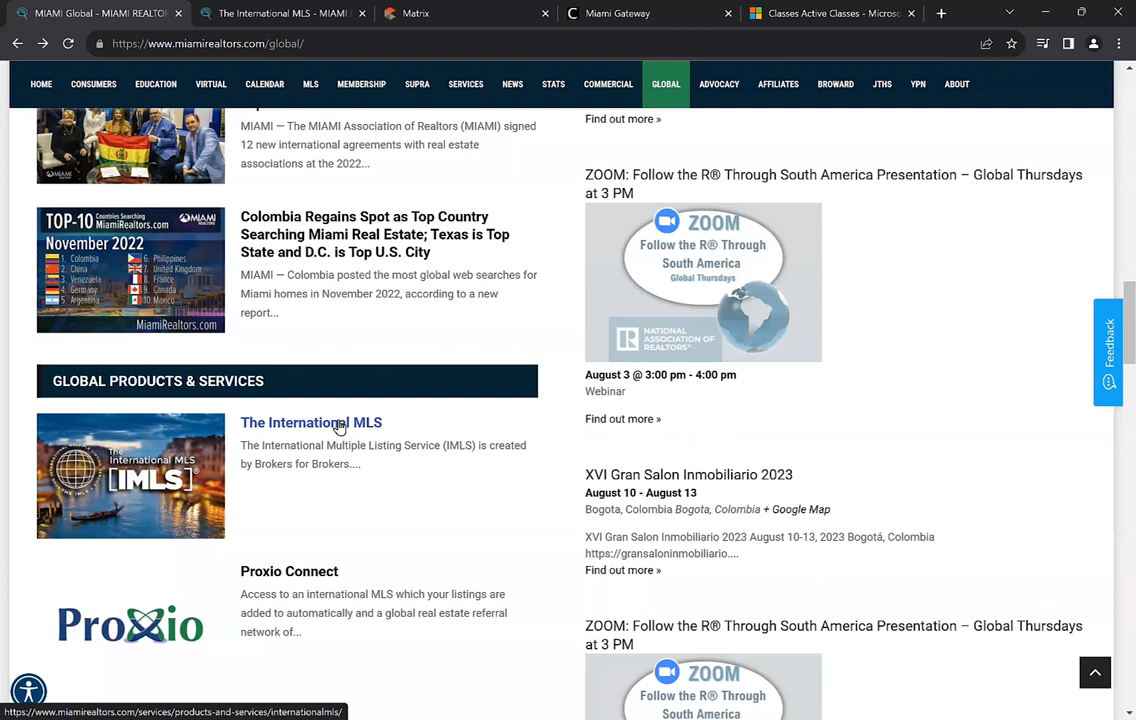 MIAMI Global - MIAMI REALTO
The International MLS - MIAMI
Matrix
Miami Gateway
Classes Active Classes - Microso
https://www.miamirealtors.com/global/
HOME
CONSUMERS
EDUCATION
VIRTUAL
CALENDAR
MLS
MEMBERSHIP
SUPRA
SERVICES
NEWS
STATS
COMMERCIAL
GLOBAL
ADVOCACY
AFFILIATES
BROWARD
JTHS
YPN
ABOUT
MIAMI — The MIAMI Association of Realtors (MIAMI) signed
12 new international agreements with real estate
associations at the 2022...
TOP-10 Countries Searching
MiamiRealtors.com
MIAMI
November 2022
1. Colombia
2. China
3. Venezuela
4. Germany
5. Argentina
6. Philippines
7. United Kingdom
8. France
9. Canada
10. Mexico
MiamiRealtors.com
Colombia Regains Spot as Top Country
Searching Miami Real Estate; Texas is Top
State and D.C. is Top U.S. City
MIAMI — Colombia posted the most global web searches for
Miami homes in November 2022, according to a new
report...
GLOBAL PRODUCTS & SERVICES
The International MLS
[IMLS]®
The International MLS
The International Multiple Listing Service (IMLS) is created
by Brokers for Brokers....
Proxio
Proxio Connect
Access to an international MLS which your listings are
added to automatically and a global real estate referral
network of...
Find out more »
ZOOM: Follow the R® Through South America Presentation – Global Thursdays
at 3 PM
ZOOM
Follow the R® Through
South America
Global Thursdays
NATIONAL
ASSOCIATION OF
REALTORS®
August 3 @ 3:00 pm - 4:00 pm
Webinar
Find out more »
XVI Gran Salon Inmobiliario 2023
August 10 - August 13
Bogota, Colombia Bogota, Colombia + Google Map
XVI Gran Salon Inmobiliario 2023 August 10-13, 2023 Bogotá, Colombia
https://gransaloninmobiliario....
Find out more »
ZOOM: Follow the R® Through South America Presentation – Global Thursdays
at 3 PM
ZOOM
Follow the R® Through
South America
Feedback
https://www.miamirealtors.com/services/products-and-services/internationalmls/